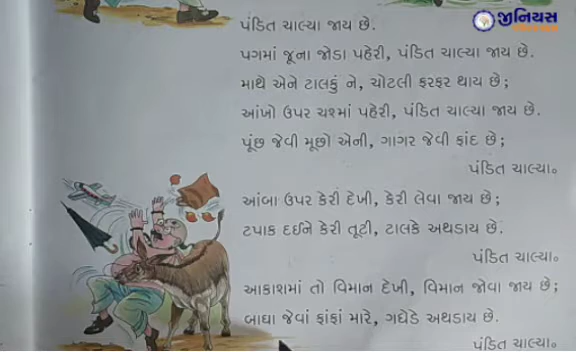 જીનિયસ
પંડિત ચાલ્યા જાય છે.
પગમાં જૂના જોડા પહેરી, પંડિત ચાલ્યા જાય છે.
માથે એને ટાલકું ને, ચોટલી ફરફર થાય છે;
આંખો ઉપર ચશ્માં પહેરી, પંડિત ચાલ્યા જાય છે.
પૂંછ જેવી મૂછો એની, ગાગર જેવી ફાંદ છે;
પંડિત ચાલ્યા૦
આંબા ઉપર કેરી દેખી, કેરી લેવા જાય છે;
ટપાક દઈને કેરી તૂટી, ટાલકે અથડાય છે.
પંડિત ચાલ્યા૦
આકાશમાં તો વિમાન દેખી, વિમાન જોવા જાય છે;
બાઘા જેવાં ફાંફાં મારે, ગધેડે અથડાય છે.
પંડિત ચાલ્યા૦